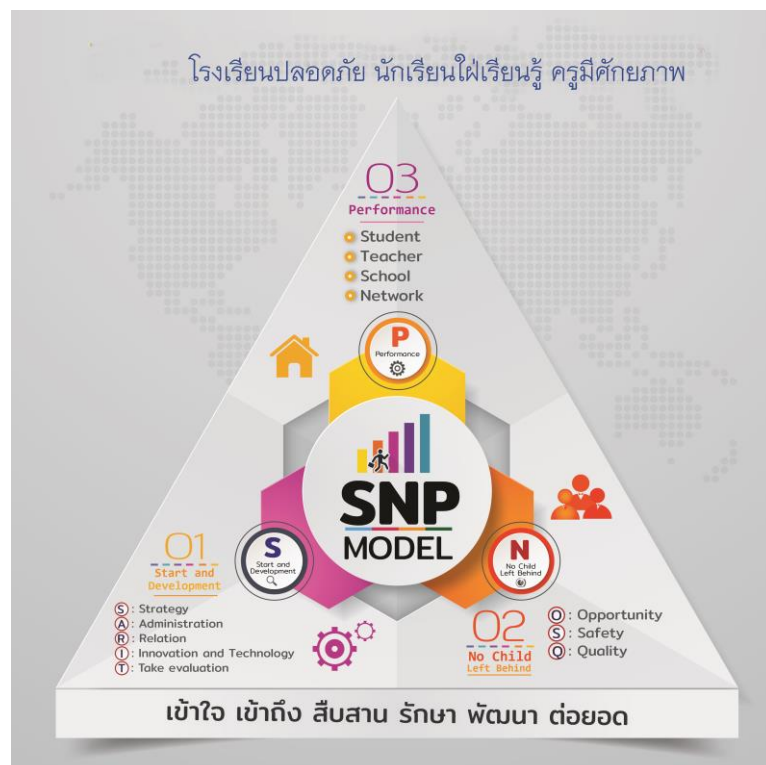 โรงเรียนปลอดภัย นักเรียนใฝ่เรียนรู้ ครูมีศักยภาพ
03
Performance
Student
Teacher
School
Network
P
Performance
SNP
MODEL
01
Start and
Development
S : Strategy
A : Administration
R : Relation
I : Innovation and Technology
T : Take evaluation
S
Start and
Development
N
No Child
Left Behind
02
No Child
Left Behind
O : Opportunity
S : Safety
Q : Quality
เข้าใจ เข้าถึง สืบสาน รักษา พัฒนา ต่อยอด